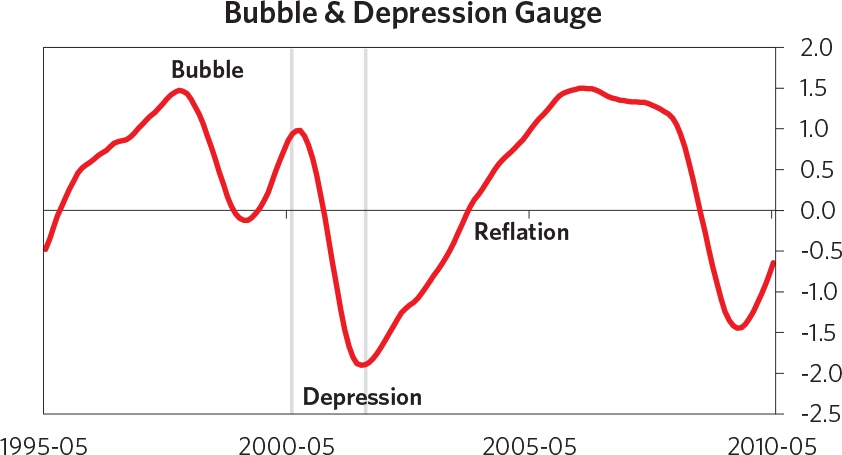 Bubble & Depression Gauge
2.0
Bubble
1.5
1.0
0.5
0.0
Reflation
-0.5
-1.0
-1.5
-2.0
Depression
-2.5
1995-05 2000-05 2005-05 2010-05